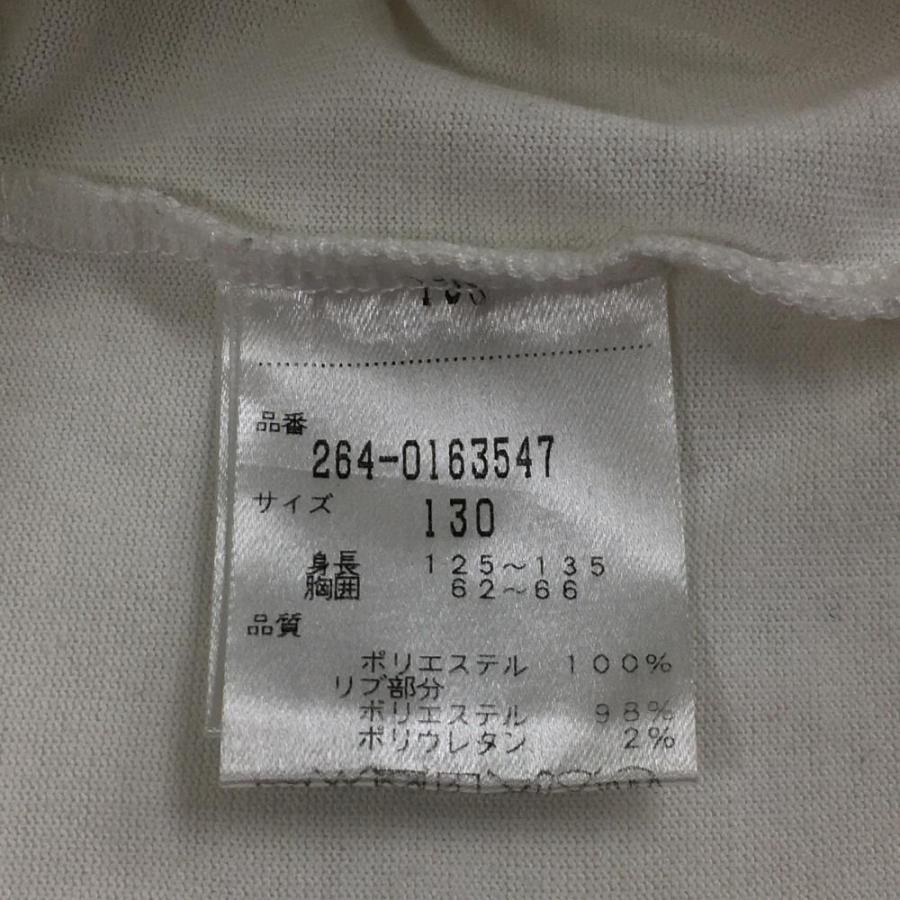 品番
264-0163547
サイズ
130
身長 125～135
胸囲 62～66
品質
ポリエステル 100%
リブ部分
ポリエステル 98%
ポリウレタン 2%